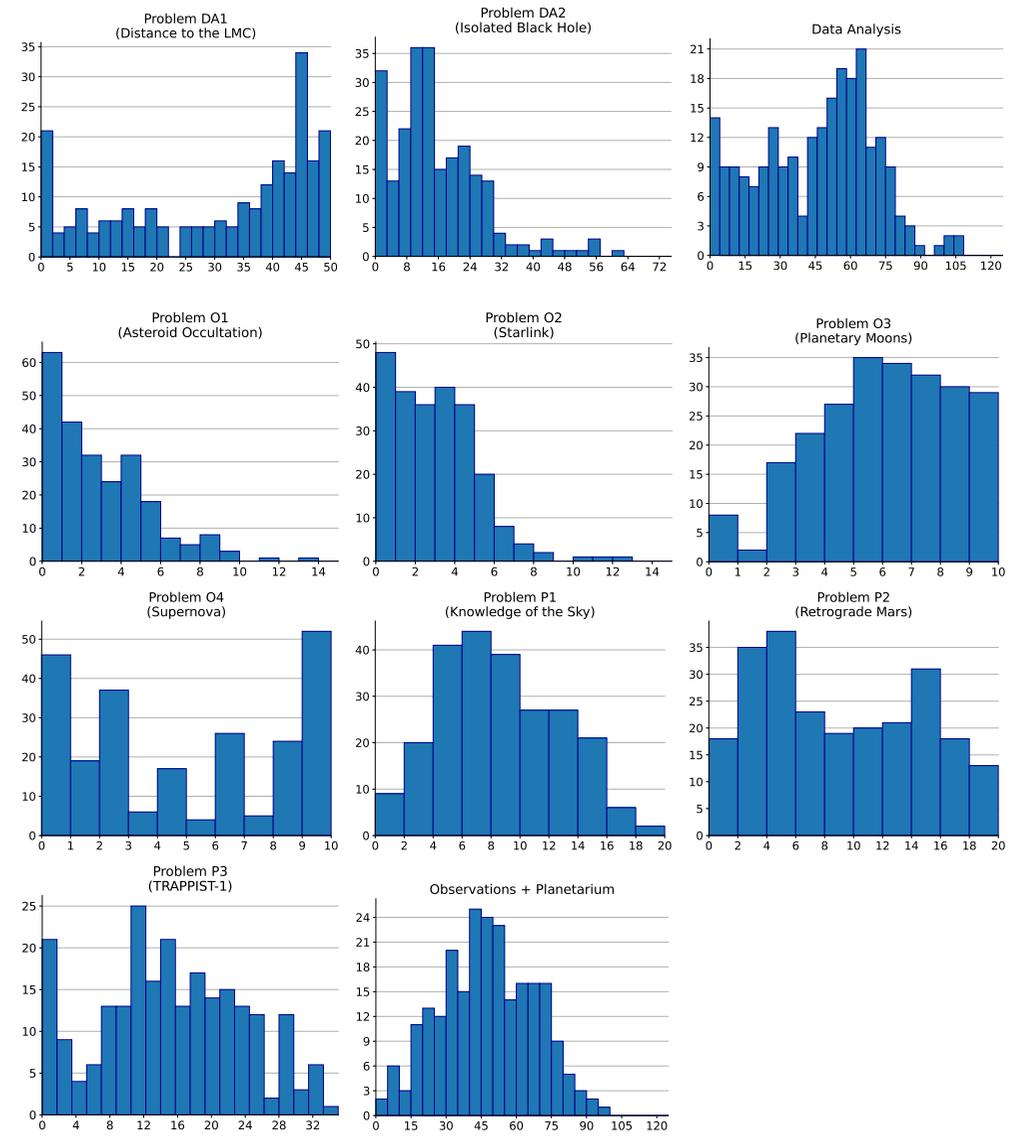 Problem DA1
(Distance to the LMC)
35
30
25
20
15
10
5
0
0 5 10 15 20 25 30 35 40 45 50
Problem DA2
(Isolated Black Hole)
35
30
25
20
15
10
5
0
0 8 16 24 32 40 48 56 64 72
Data Analysis
21
18
15
12
9
6
3
0
0 15 30 45 60 75 90 105 120
Problem O1
(Asteroid Occultation)
60
50
40
30
20
10
0
0 2 4 6 8 10 12 14
Problem O2
(Starlink)
50
40
30
20
10
0
0 2 4 6 8 10 12 14
Problem O3
(Planetary Moons)
35
30
25
20
15
10
5
0
0 1 2 3 4 5 6 7 8 9 10
Problem O4
(Supernova)
50
40
30
20
10
0
0 1 2 3 4 5 6 7 8 9 10
Problem P1
(Knowledge of the Sky)
40
30
20
10
0
0 2 4 6 8 10 12 14 16 18 20
Problem P2
(Retrograde Mars)
35
30
25
20
15
10
5
0
0 2 4 6 8 10 12 14 16 18 20
Problem P3
(TRAPPIST-1)
25
20
15
10
5
0
0 4 8 12 16 20 24 28 32
Observations + Planetarium
24
21
18
15
12
9
6
3
0
0 15 30 45 60 75 90 105 120